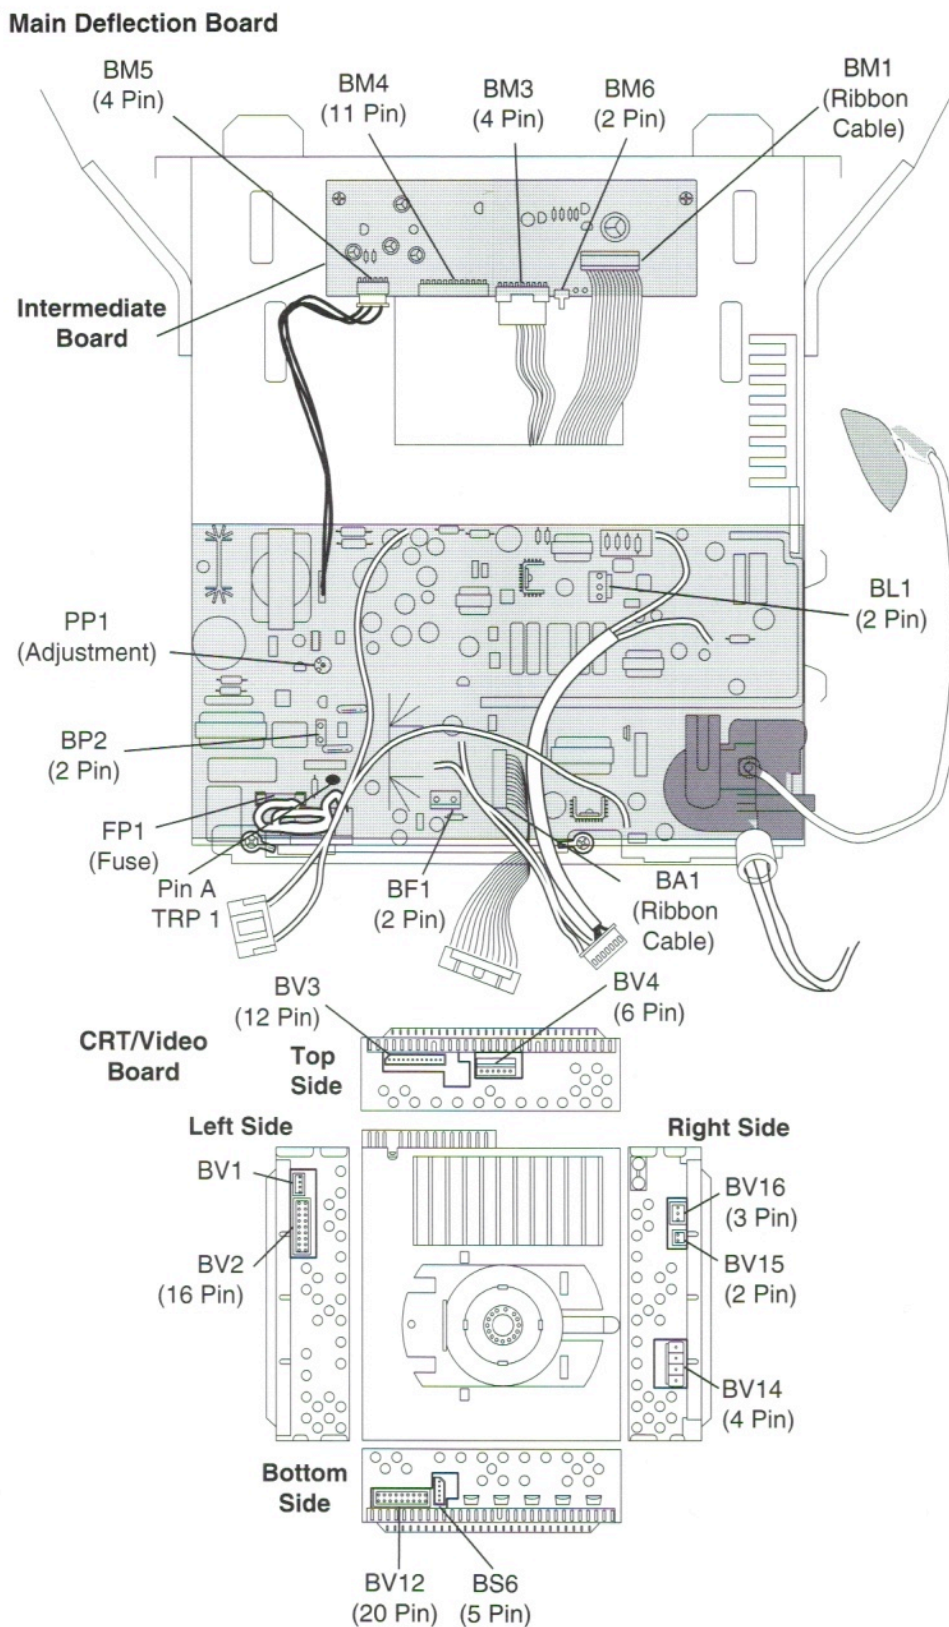 Main Deflection Board
BM5
(4 Pin)
BM4
(11 Pin)
BM3
(4 Pin)
BM6
(2 Pin)
BM1
(Ribbon
Cable)
Intermediate
Board
PP1
(Adjustment)
BL1
(2 Pin)
BP2
(2 Pin)
FP1
(Fuse)
Pin A
TRP 1
BF1
(2 Pin)
BA1
(Ribbon
Cable)
BV3
(12 Pin)
BV4
(6 Pin)
CRT/Video
Board
Top
Side
Left Side
Right Side
BV1
BV2
(16 Pin)
BV16
(3 Pin)
BV15
(2 Pin)
BV14
(4 Pin)
Bottom
Side
BV12
(20 Pin)
BS6
(5 Pin)